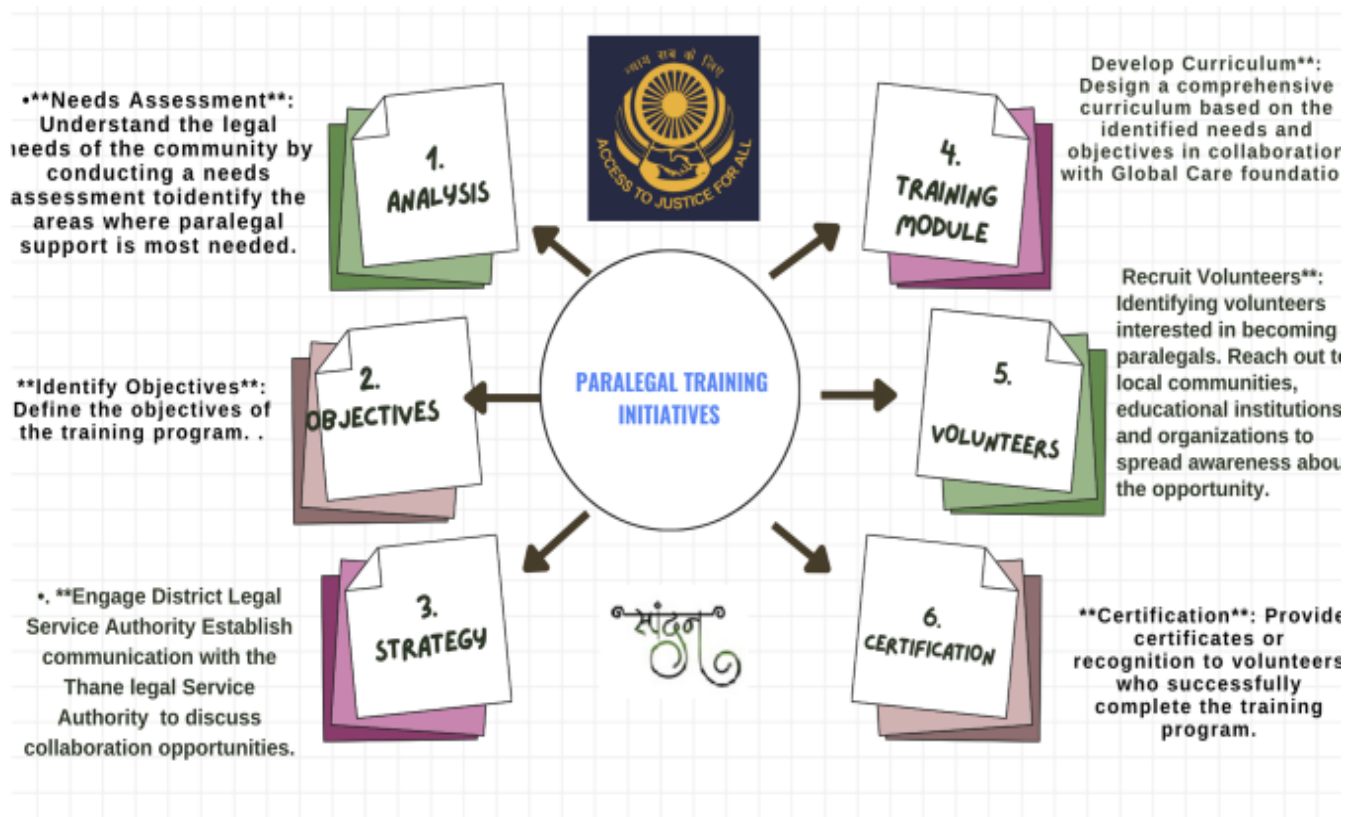 •**Needs Assessment**:
Understand the legal
needs of the community by
conducting a needs
assessment toidentify the
areas where paralegal
support is most needed.
1.
ANALYSIS
**Identify Objectives**:
Define the objectives of
the training program. .
2.
OBJECTIVES
•. **Engage District Legal
Service Authority Establish
communication with the
Thane legal Service
Authority to discuss
collaboration opportunities.
3.
STRATEGY
न्याय सब के लिए
ACCESS TO JUSTICE FOR ALL
PARALEGAL TRAINING
INITIATIVES
स्पंदन
4.
TRAINING
MODULE
Develop Curriculum**:
Design a comprehensive
curriculum based on the
identified needs and
objectives in collaboration
with Global Care foundatio
5.
VOLUNTEERS
Recruit Volunteers**:
Identifying volunteers
interested in becoming
paralegals. Reach out to
local communities,
educational institutions
and organizations to
spread awareness abou
the opportunity.
6.
CERTIFICATION
**Certification**: Provide
certificates or
recognition to volunteers
who successfully
complete the training
program.